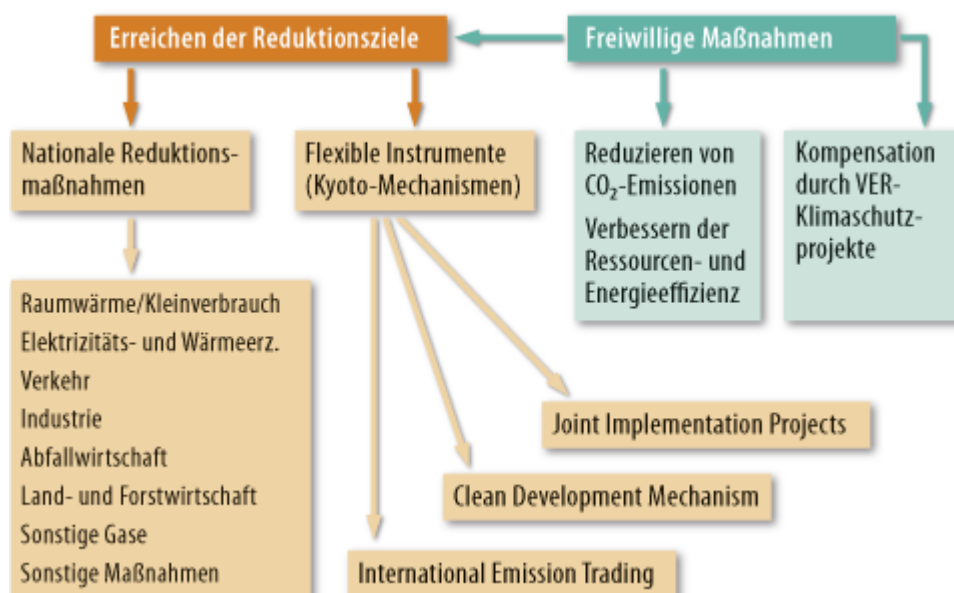 Erreichen der Reduktionsziele
Freiwillige Maßnahmen
Nationale Reduktions-
maßnahmen
Flexible Instrumente
(Kyoto-Mechanismen)
Reduzieren von
CO₂-Emissionen
Verbessern der
Ressourcen- und
Energieeffizienz
Kompensation
durch VER-
Klimaschutz-
projekte
Raumwärme/Kleinverbrauch
Elektrizitäts- und Wärmeerz.
Verkehr
Industrie
Abfallwirtschaft
Land- und Forstwirtschaft
Sonstige Gase
Sonstige Maßnahmen
Joint Implementation Projects
Clean Development Mechanism
International Emission Trading